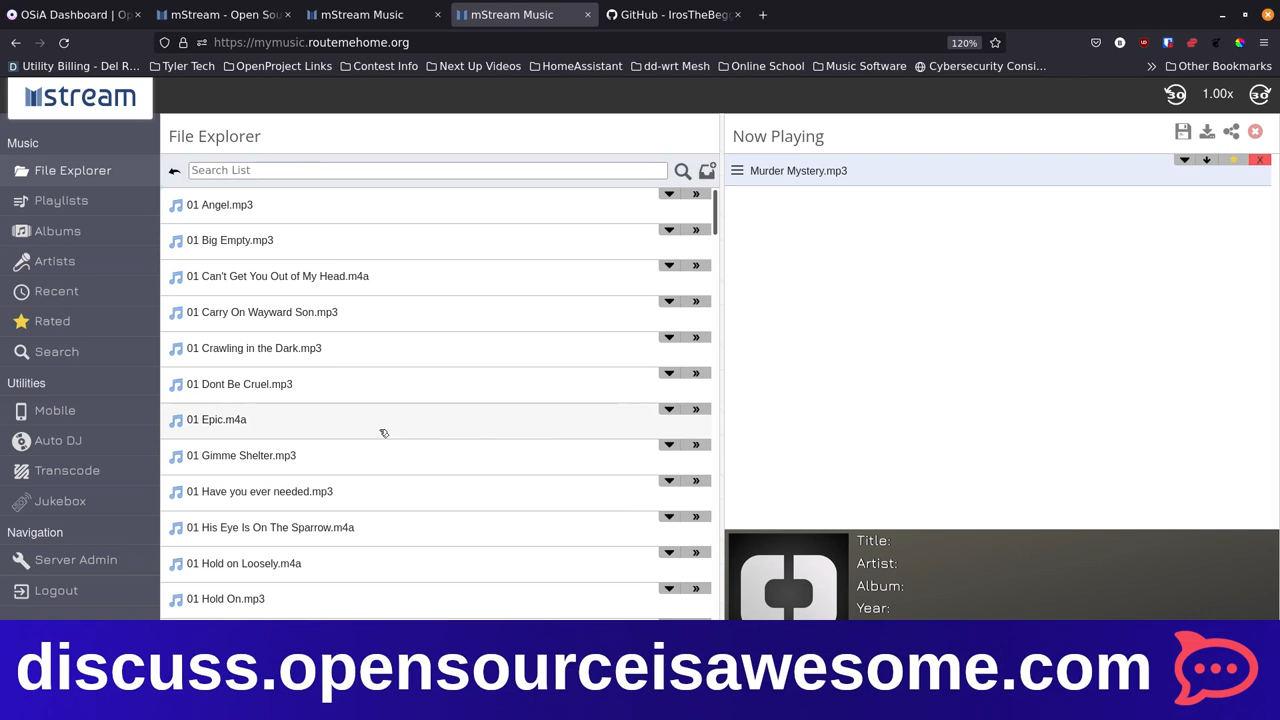 OSiA Dashboard | Op
mStream - Open Sou
mStream Music
mStream Music
GitHub - IrosTheBegg
https://mymusic.routemehome.org
120%
Utility Billing - Del R…
Tyler Tech
OpenProject Links
Contest Info
Next Up Videos
HomeAssistant
dd-wrt Mesh
Online School
Music Software
Cybersecurity Consi…
Other Bookmarks
mstream
30 1.00x 30
Music
File Explorer
Playlists
Albums
Artists
Recent
Rated
Search
Utilities
Mobile
Auto DJ
Transcode
Jukebox
Navigation
Server Admin
Logout
File Explorer
Search List
01 Angel.mp3
01 Big Empty.mp3
01 Can't Get You Out of My Head.m4a
01 Carry On Wayward Son.mp3
01 Crawling in the Dark.mp3
01 Dont Be Cruel.mp3
01 Epic.m4a
01 Gimme Shelter.mp3
01 Have you ever needed.mp3
01 His Eye Is On The Sparrow.m4a
01 Hold on Loosely.m4a
01 Hold On.mp3
Now Playing
X
Murder Mystery.mp3
Title:
Artist:
Album:
Year:
discuss.opensourceisawesome.com